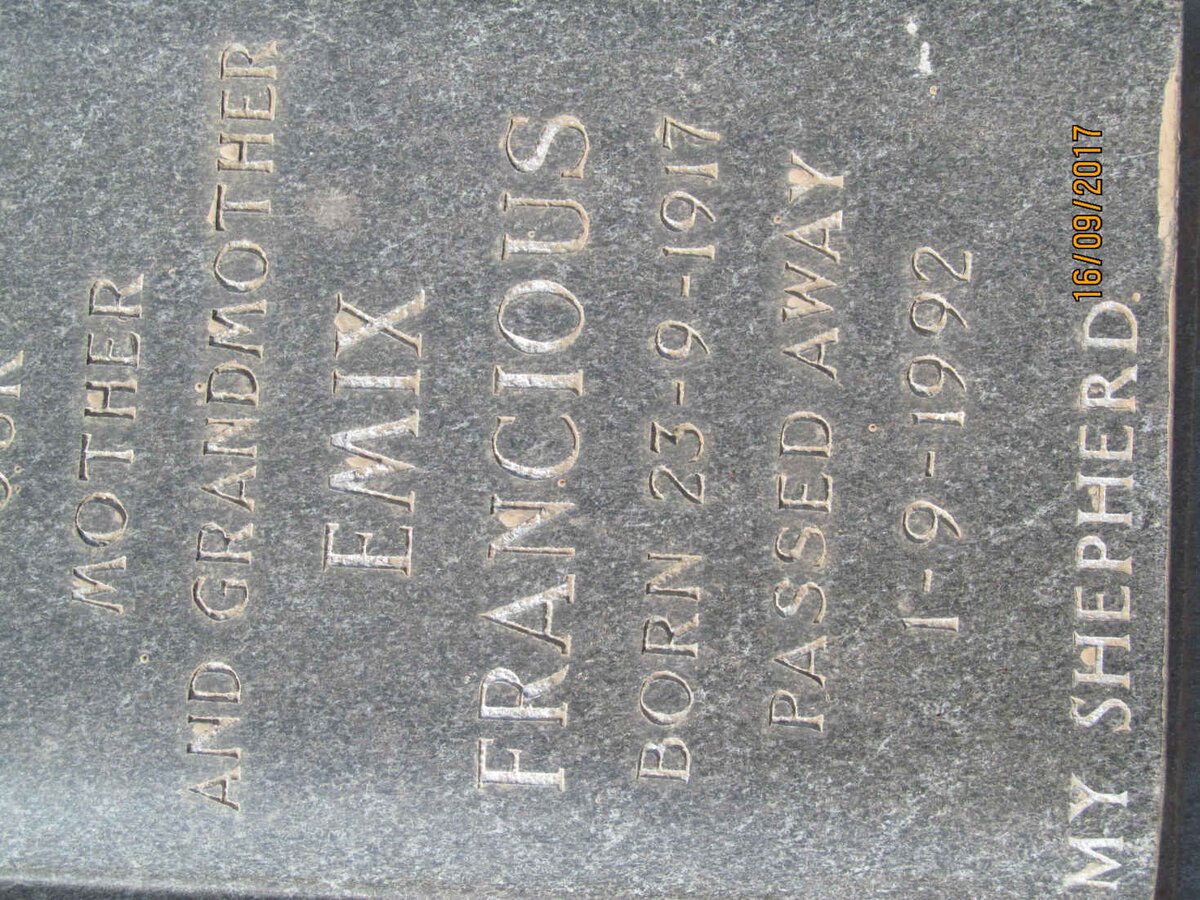 MOTHER
AND GRANDMOTHER
EMIX
FRANCIOUS
BORN 23-9-1917
PASSED AWAY
1-9-1992
MY SHEPHERD.
16/09/2017